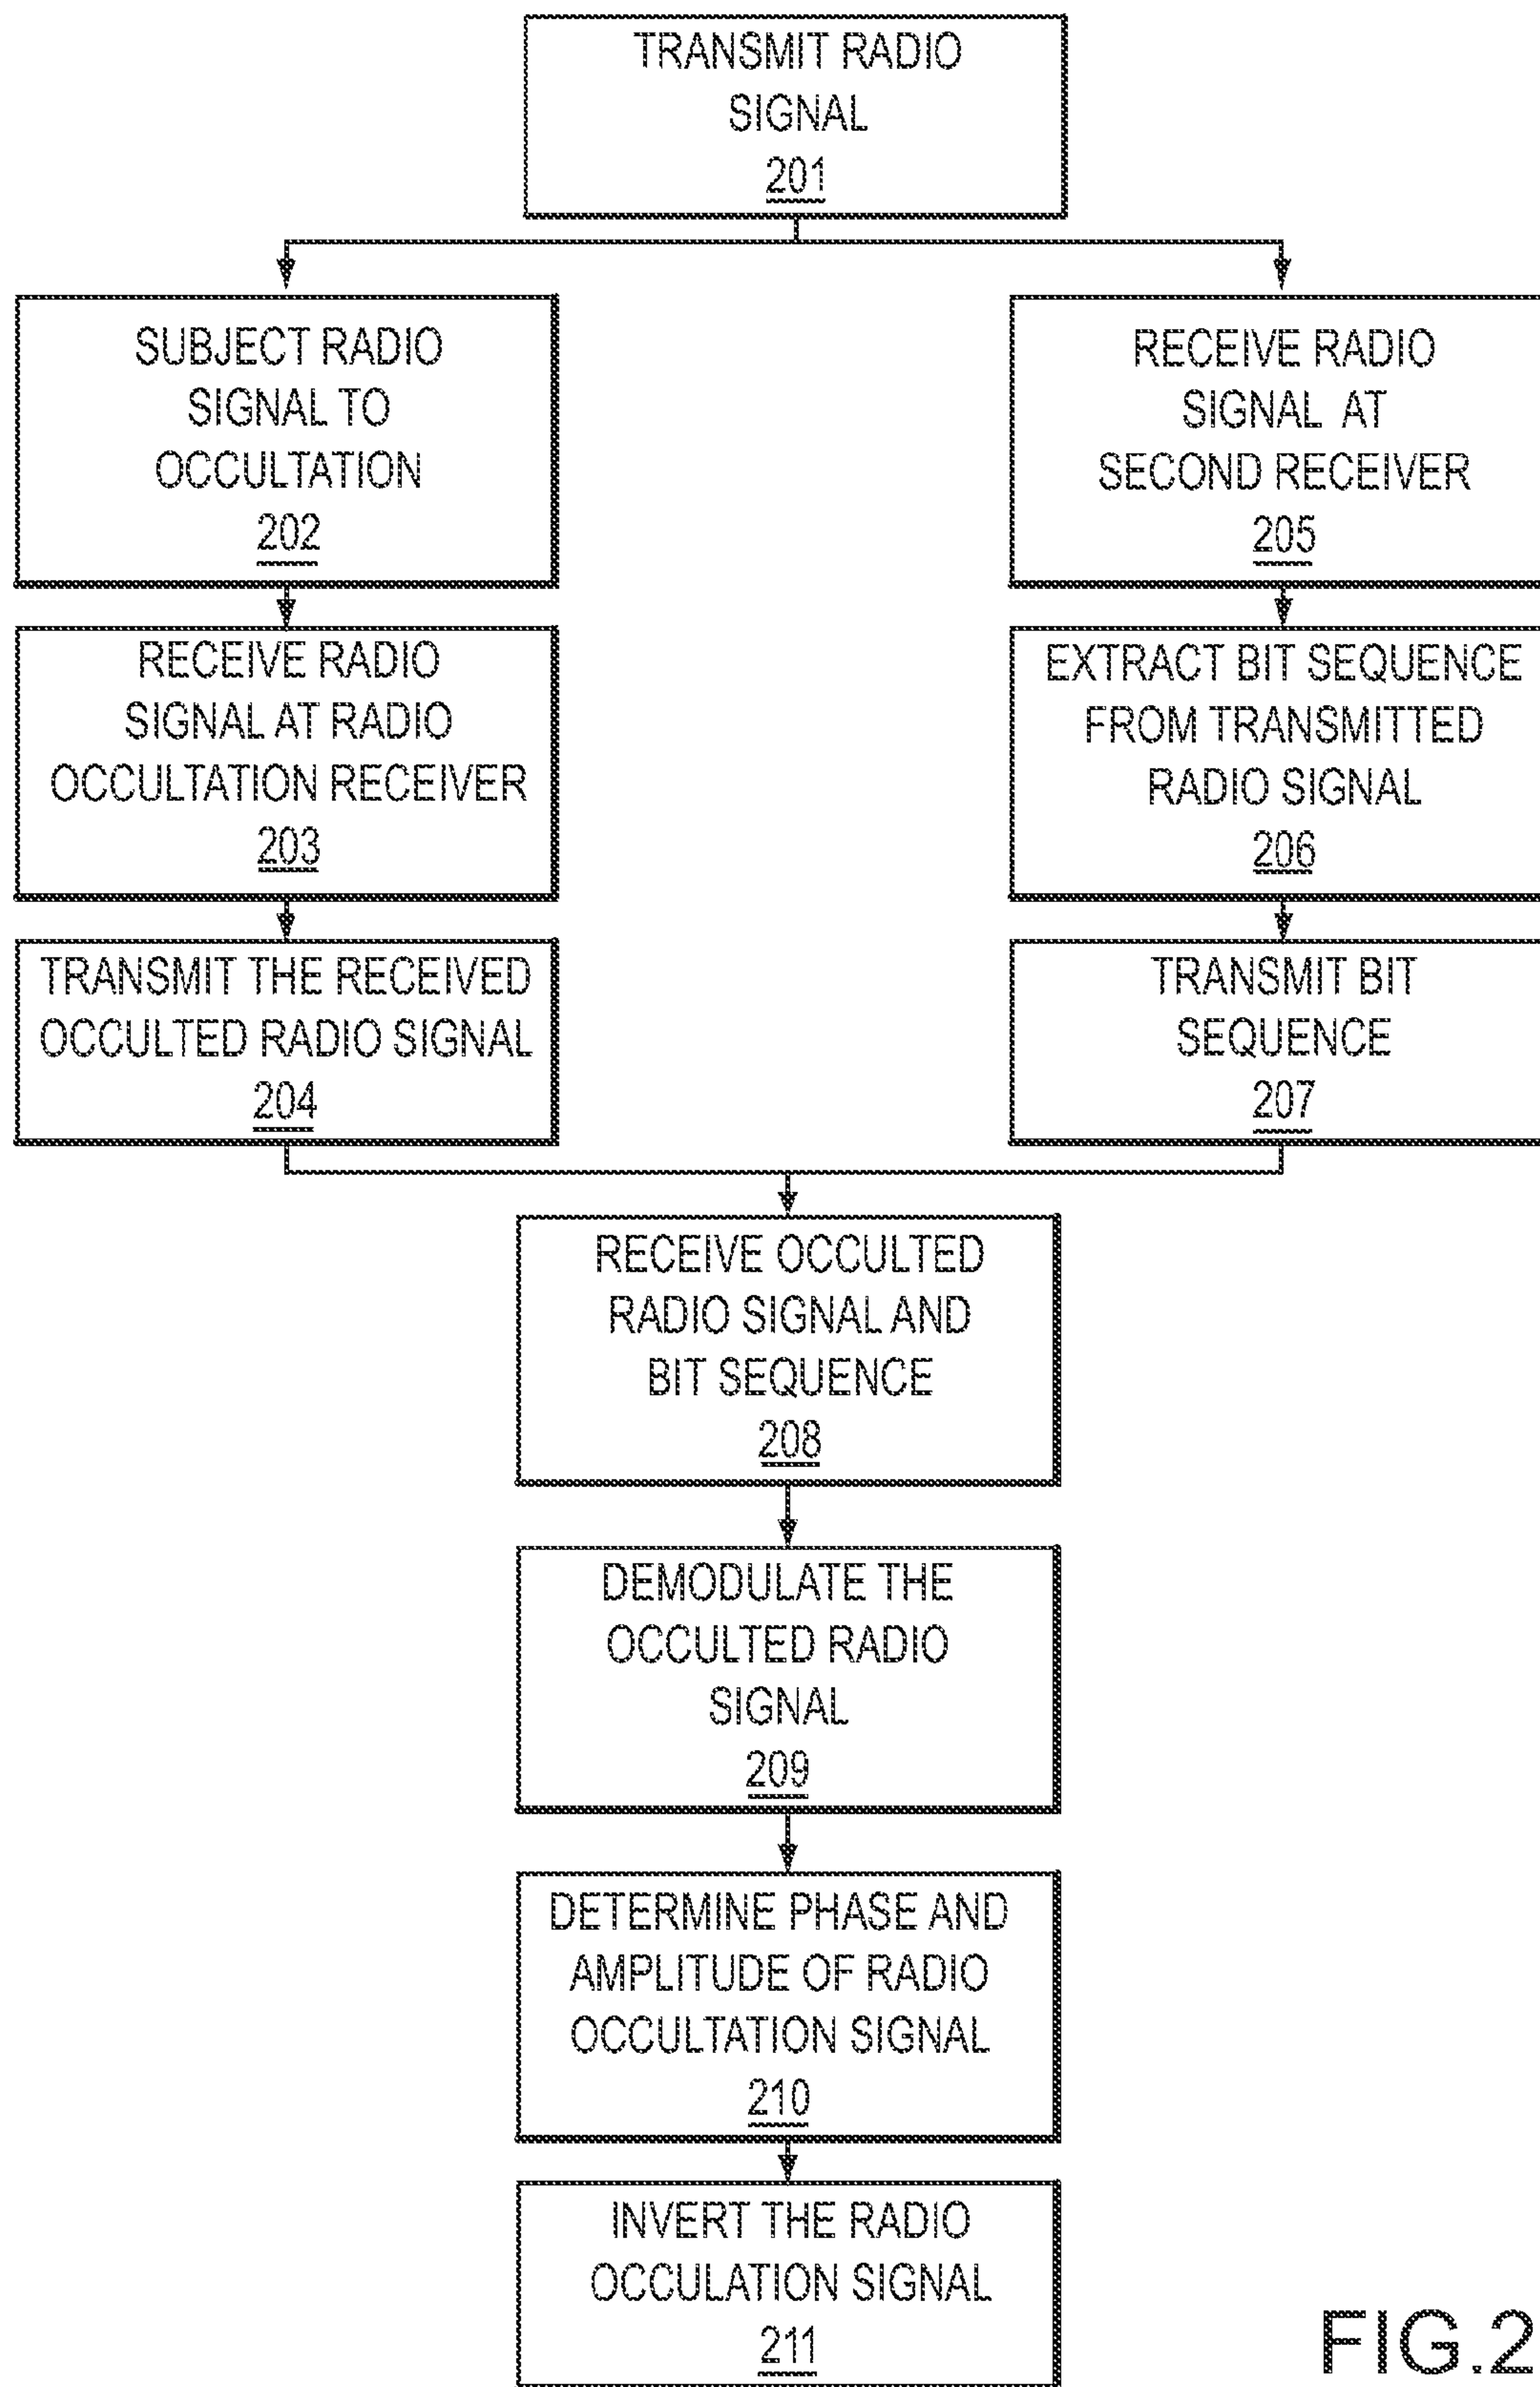 TRANSMIT RADIO
SIGNAL
201
SUBJECT RADIO
SIGNAL TO
OCCULTATION
202
RECEIVE RADIO
SIGNAL AT RADIO
OCCULTATION RECEIVER
203
TRANSMIT THE RECEIVED
OCCULTED RADIO SIGNAL
204
RECEIVE RADIO
SIGNAL AT
SECOND RECEIVER
205
EXTRACT BIT SEQUENCE
FROM TRANSMITTED
RADIO SIGNAL
206
TRANSMIT BIT
SEQUENCE
207
RECEIVE OCCULTED
RADIO SIGNAL AND
BIT SEQUENCE
208
DEMODULATE THE
OCCULTED RADIO
SIGNAL
209
DETERMINE PHASE AND
AMPLITUDE OF RADIO
OCCULTATION SIGNAL
210
INVERT THE RADIO
OCCULATION SIGNAL
211
FIG.2